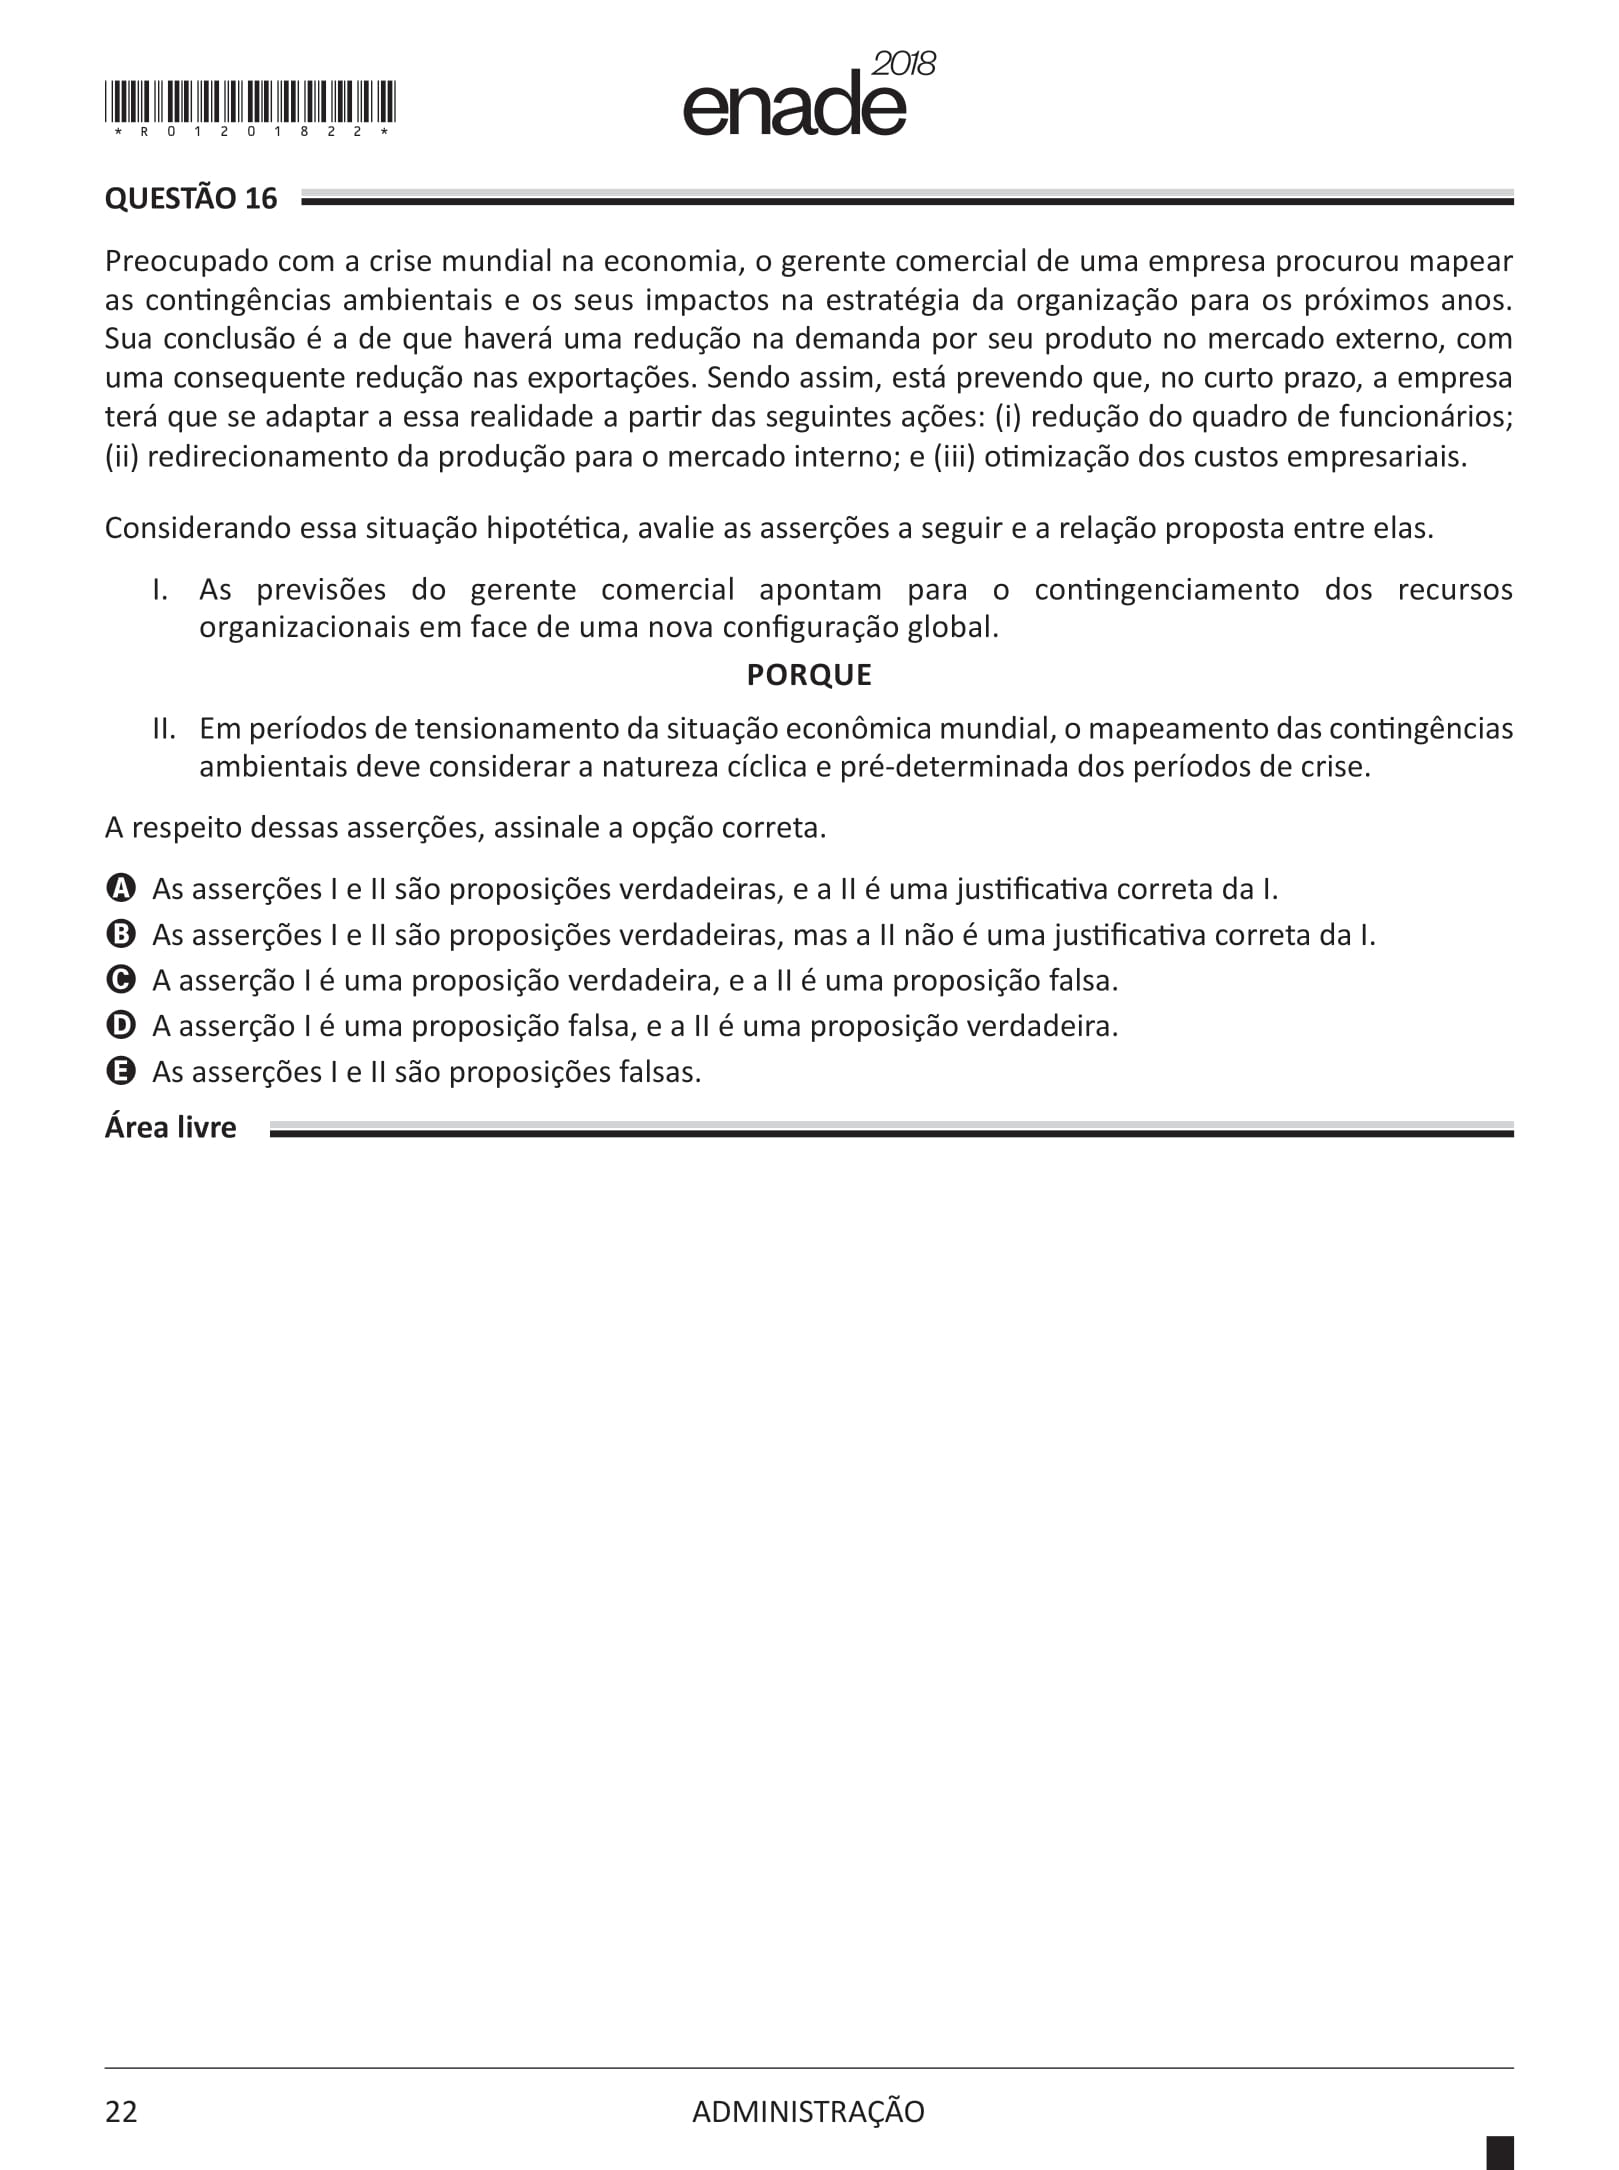 *R01201822*
enade 2018
QUESTÃO 16
Preocupado com a crise mundial na economia, o gerente comercial de uma empresa procurou mapear
as contingências ambientais e os seus impactos na estratégia da organização para os próximos anos.
Sua conclusão é a de que haverá uma redução na demanda por seu produto no mercado externo, com
uma consequente redução nas exportações. Sendo assim, está prevendo que, no curto prazo, a empresa
terá que se adaptar a essa realidade a partir das seguintes ações: (i) redução do quadro de funcionários;
(ii) redirecionamento da produção para o mercado interno; e (iii) otimização dos custos empresariais.
Considerando essa situação hipotética, avalie as asserções a seguir e a relação proposta entre elas.
I. As previsões do gerente comercial apontam para o contingenciamento dos recursos
organizacionais em face de uma nova configuração global.
PORQUE
II. Em períodos de tensionamento da situação econômica mundial, o mapeamento das contingências
ambientais deve considerar a natureza cíclica e pré-determinada dos períodos de crise.
A respeito dessas asserções, assinale a opção correta.
A As asserções I e II são proposições verdadeiras, e a II é uma justificativa correta da I.
B As asserções I e II são proposições verdadeiras, mas a II não é uma justificativa correta da I.
C A asserção I é uma proposição verdadeira, e a II é uma proposição falsa.
D A asserção I é uma proposição falsa, e a II é uma proposição verdadeira.
E As asserções I e II são proposições falsas.
Área livre
22
ADMINISTRAÇÃO